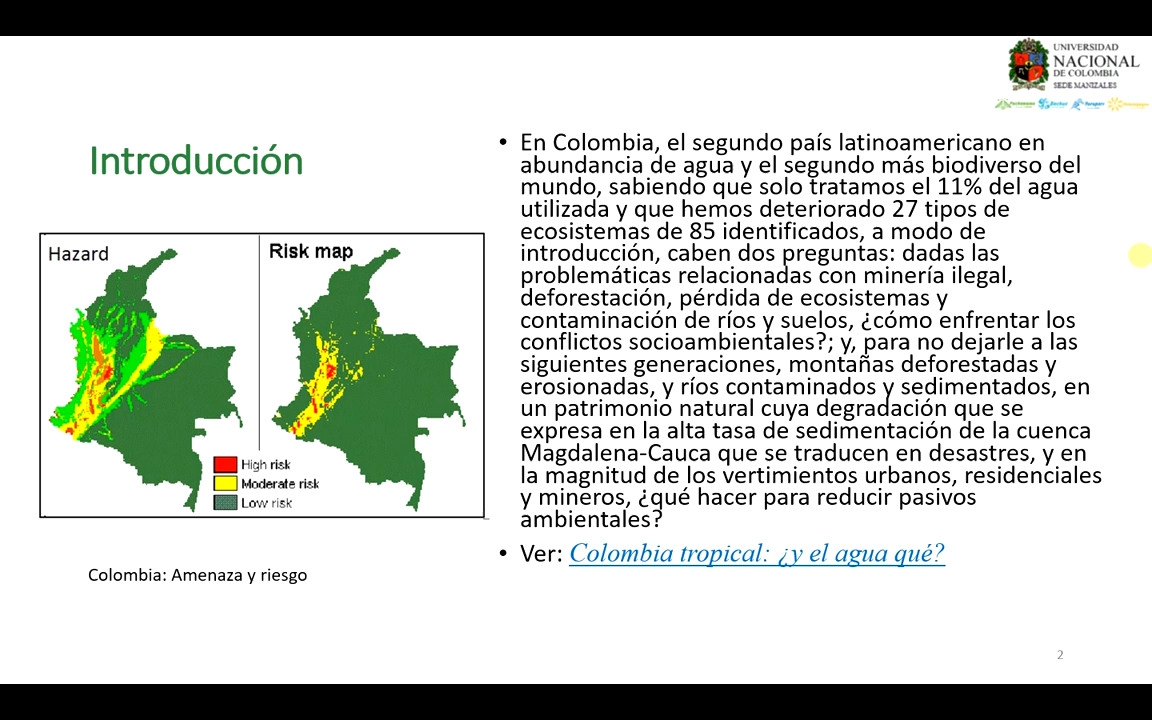 UNIVERSIDAD
NACIONAL
DE COLOMBIA
SEDE MANIZALES
Introducción
Hazard
Risk map
High risk
Moderate risk
Low risk
Colombia: Amenaza y riesgo
• En Colombia, el segundo país latinoamericano en
abundancia de agua y el segundo más biodiverso del
mundo, sabiendo que solo tratamos el 11% del agua
utilizada y que hemos deteriorado 27 tipos de
ecosistemas de 85 identificados, a modo de
introducción, caben dos preguntas: dadas las
problemáticas relacionadas con minería ilegal,
deforestación, pérdida de ecosistemas y
contaminación de ríos y suelos, ¿cómo enfrentar los
conflictos socioambientales?; y, para no dejarle a las
siguientes generaciones, montañas deforestadas y
erosionadas, y ríos contaminados y sedimentados, en
un patrimonio natural cuya degradación que se
expresa en la alta tasa de sedimentación de la cuenca
Magdalena-Cauca que se traducen en desastres, y en
la magnitud de los vertimientos urbanos, residenciales
y mineros, ¿qué hacer para reducir pasivos
ambientales?
• Ver: Colombia tropical: ¿y el agua qué?
2